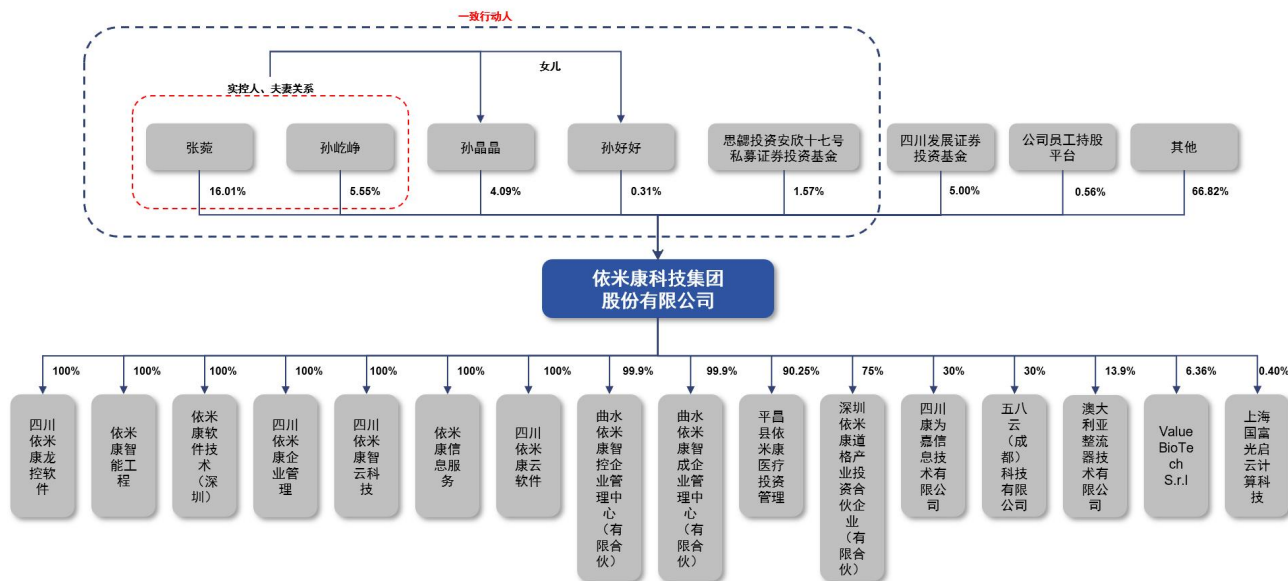 一致行动人
女儿
实控人、夫妻关系
张菀
孙屹峥
孙晶晶
孙好好
思勰投资安欣十七号
私募证券投资基金
四川发展证券
投资基金
公司员工持股
平台
其他
16.01%
5.55%
4.09%
0.31%
1.57%
5.00%
0.56%
66.82%
依米康科技集团
股份有限公司
100%
100%
100%
100%
100%
100%
100%
99.9%
99.9%
90.25%
75%
30%
30%
13.9%
6.36%
0.40%
四川
依米
康龙
控软
件
依米
康智
能工
程
依米
康软
件技
术
（深
圳）
四川
依米
康企
业管
理
四川
依米
康智
云科
技
依米
康信
息服
务
四川
依米
康云
软件
曲水
依米
康智
控企
业管
理中
心
（有
限合
伙）
曲水
依米
康智
成企
业管
理中
心
（有
限合
伙）
平昌
县依
米康
医疗
投资
管理
深圳
依米
康道
格产
业投
资合
伙企
业
（有
限合
伙）
四川
康为
嘉信
息技
术有
限公
司
五八
云
（成
都）
科技
有限
公司
澳大
利亚
整流
器技
术有
限公
司
Value
BioTe
ch
S.r.l
上海
国富
光启
云计
算科
技